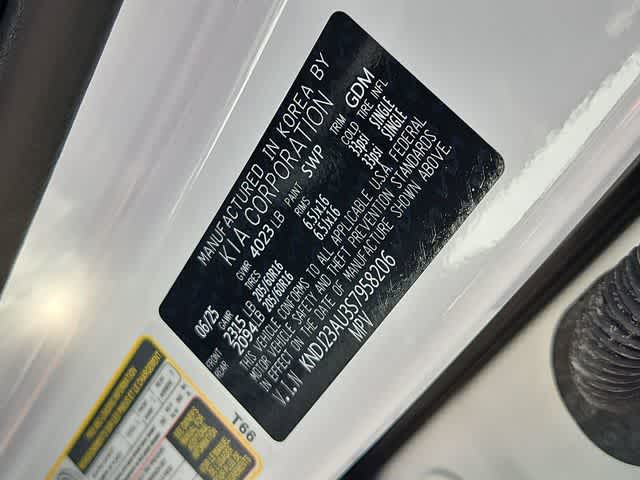 MANUFACTURED IN KOREA BY
KIA CORPORATION
06/25 GVWR 4023 LB PAINT SWP TRIM GDM
GAWR TIRES RIMS COLD TIRE INFL
FRONT 2315 LB 205/60R16 6.5Jx16 33psi SINGLE
REAR 2094 LB 205/60R16 6.5Jx16 33psi SINGLE
THIS VEHICLE CONFORMS TO ALL APPLICABLE U.S.A. FEDERAL
MOTOR VEHICLE SAFETY AND THEFT PREVENTION STANDARDS
IN EFFECT ON THE DATE OF MANUFACTURE SHOWN ABOVE.
V.I.N KNDJ23AU3S7958206
MPV
T66